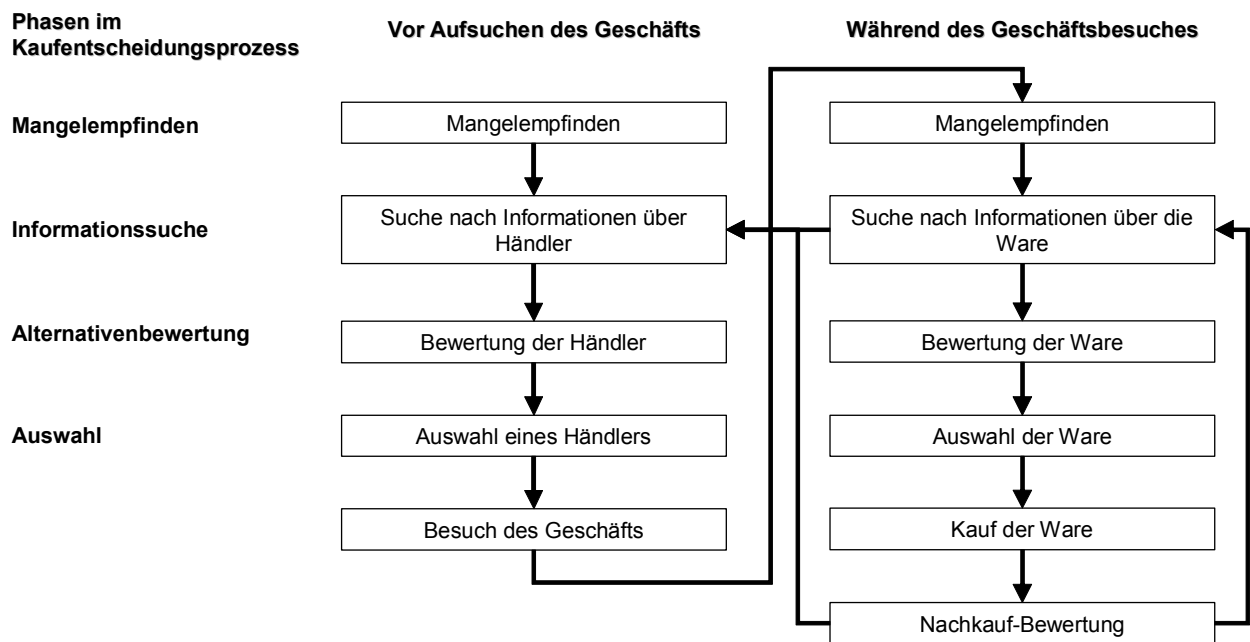 Phasen im
Kaufentscheidungsprozess
Vor Aufsuchen des Geschäfts
Während des Geschäftsbesuches
Mangelempfinden
Mangelempfinden
Mangelempfinden
Informationssuche
Suche nach Informationen über
Händler
Suche nach Informationen über die
Ware
Alternativenbewertung
Bewertung der Händler
Bewertung der Ware
Auswahl
Auswahl eines Händlers
Auswahl der Ware
Besuch des Geschäfts
Kauf der Ware
Nachkauf-Bewertung